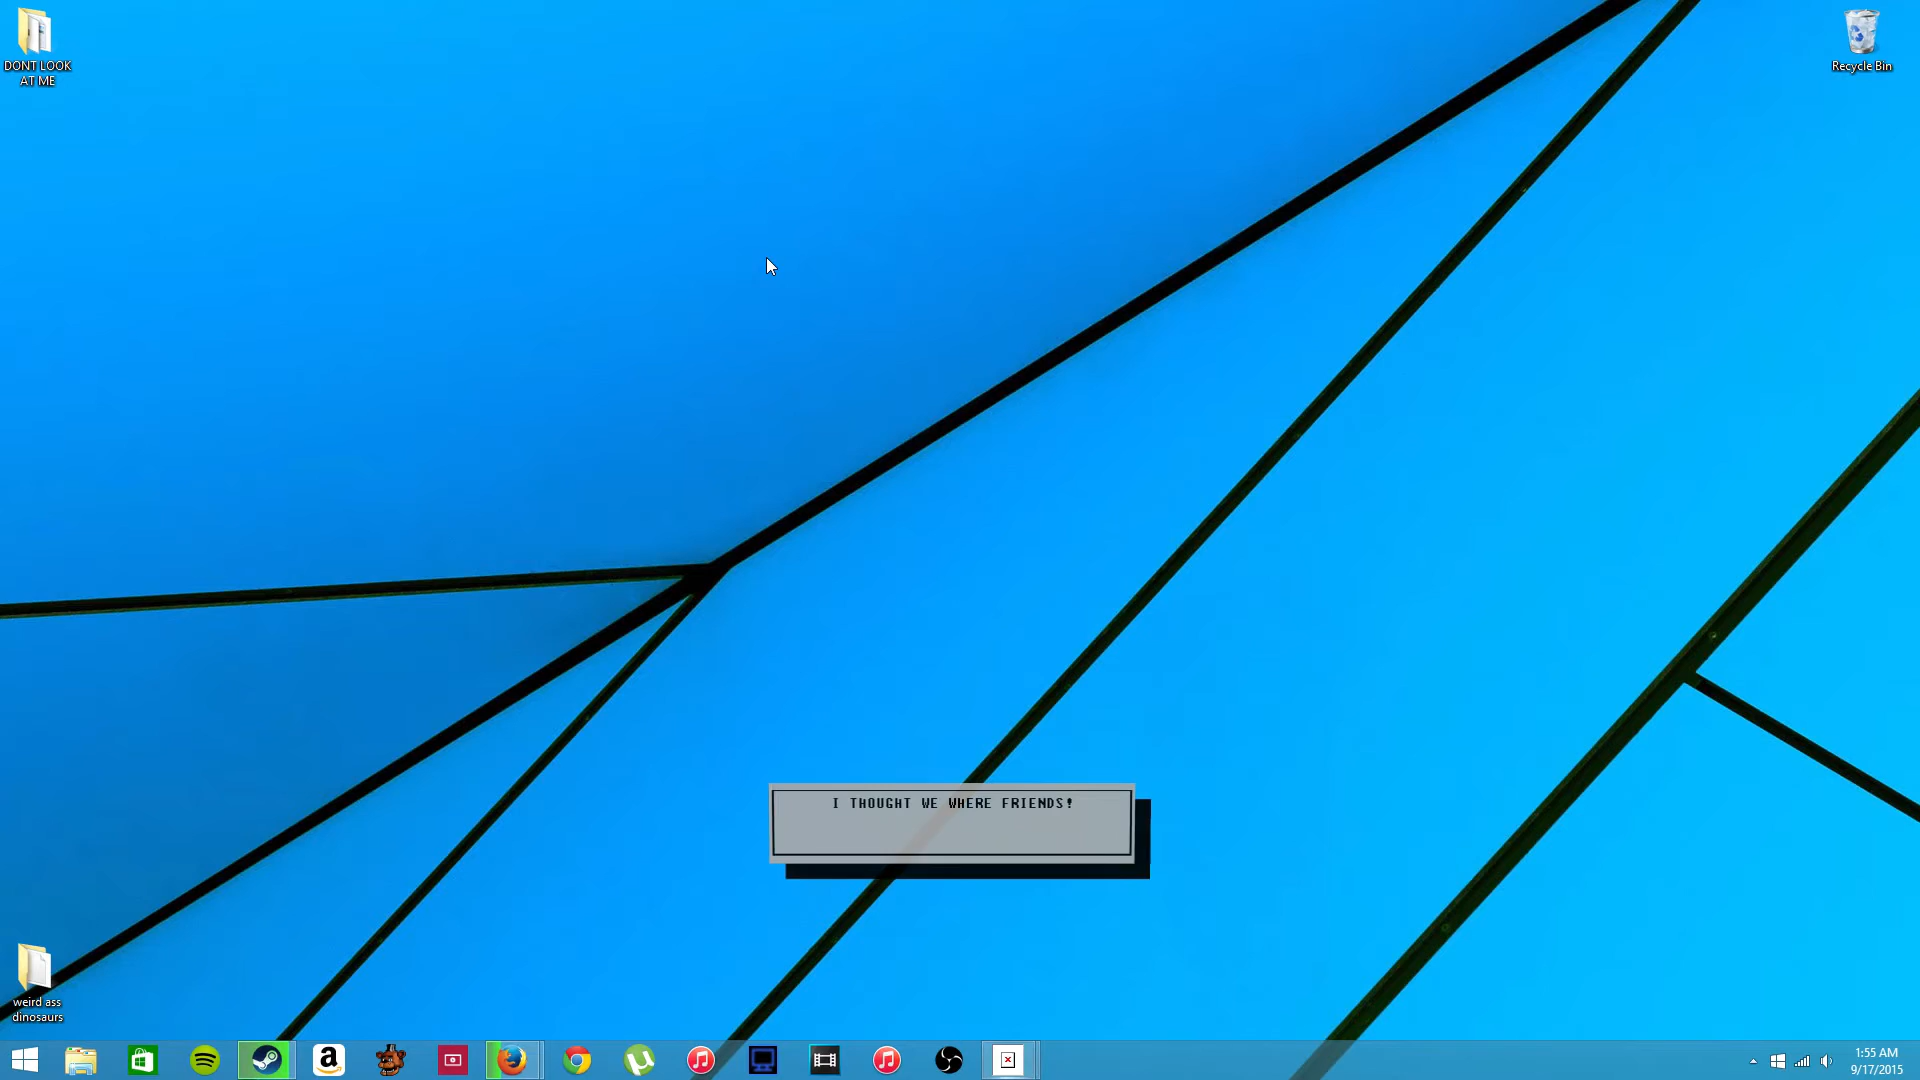 DONT LOOK
AT ME
Recycle Bin
I THOUGHT WE WHERE FRIENDS!
weird ass
dinosaurs
1:55 AM
9/17/2015